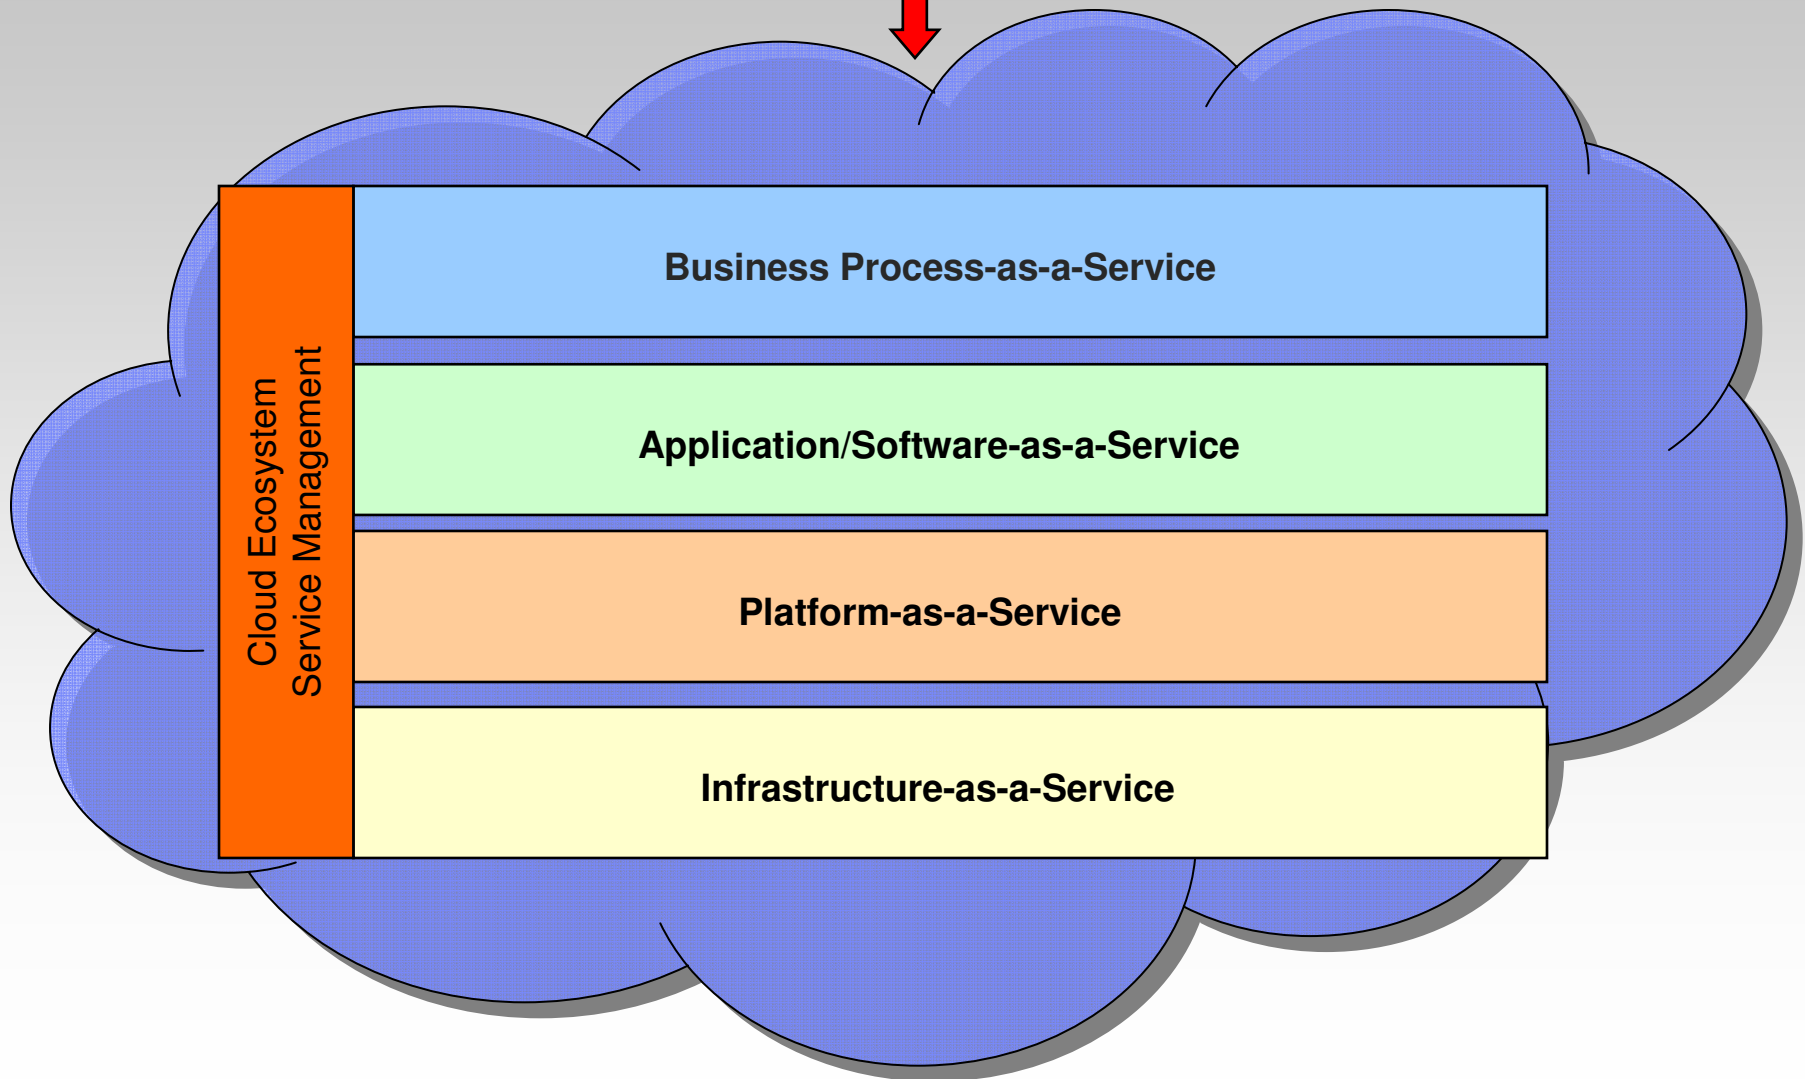 Business Process-as-a-Service
Cloud Ecosystem
Service Management
Application/Software-as-a-Service
Platform-as-a-Service
Infrastructure-as-a-Service